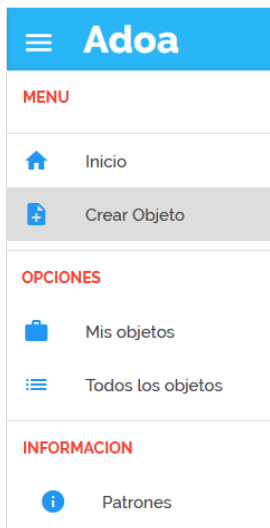 Adoa
MENU
Inicio
Crear Objeto
OPCIONES
Mis objetos
Todos los objetos
INFORMACION
Patrones